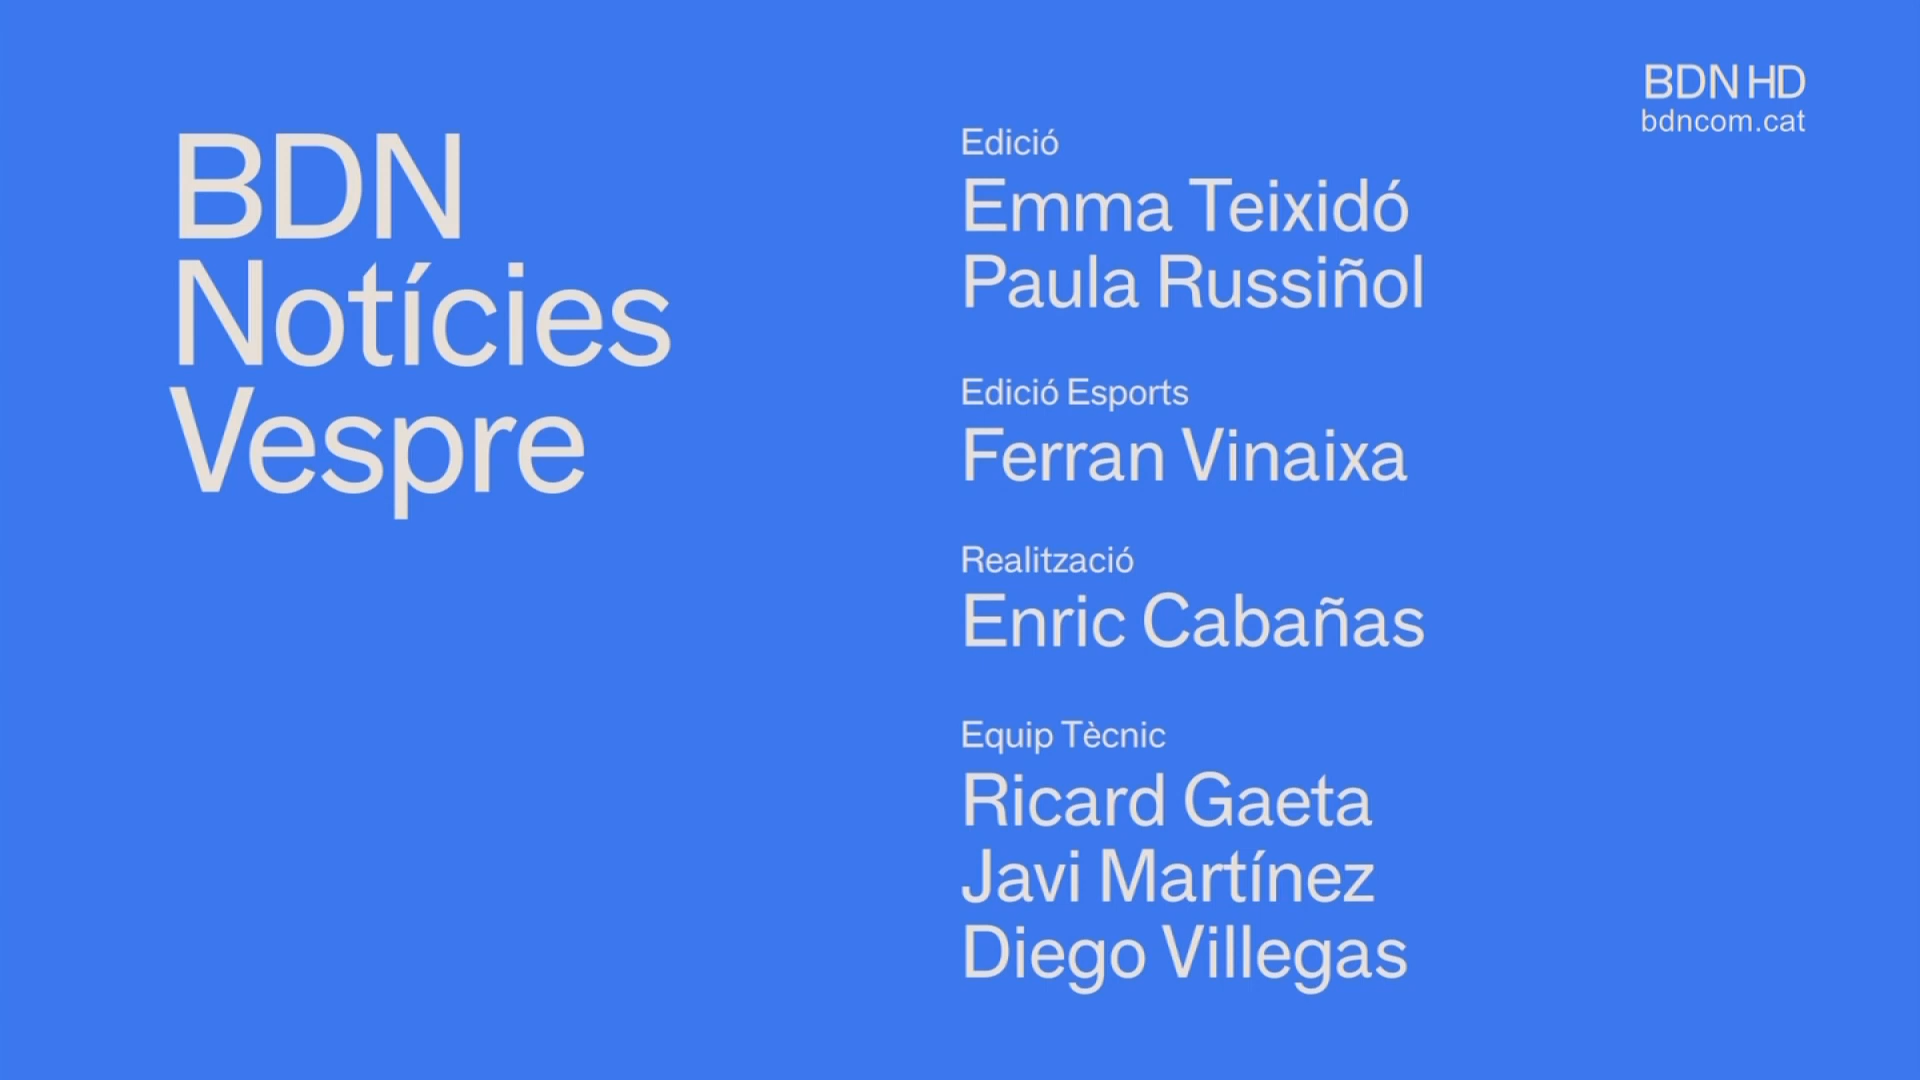 BDN
Notícies
Vespre
Edició
Emma Teixidó
Paula Russiñol
Edició Esports
Ferran Vinaixa
Realització
Enric Cabañas
Equip Tècnic
Ricard Gaeta
Javi Martínez
Diego Villegas
BDN HD
bdncom.cat